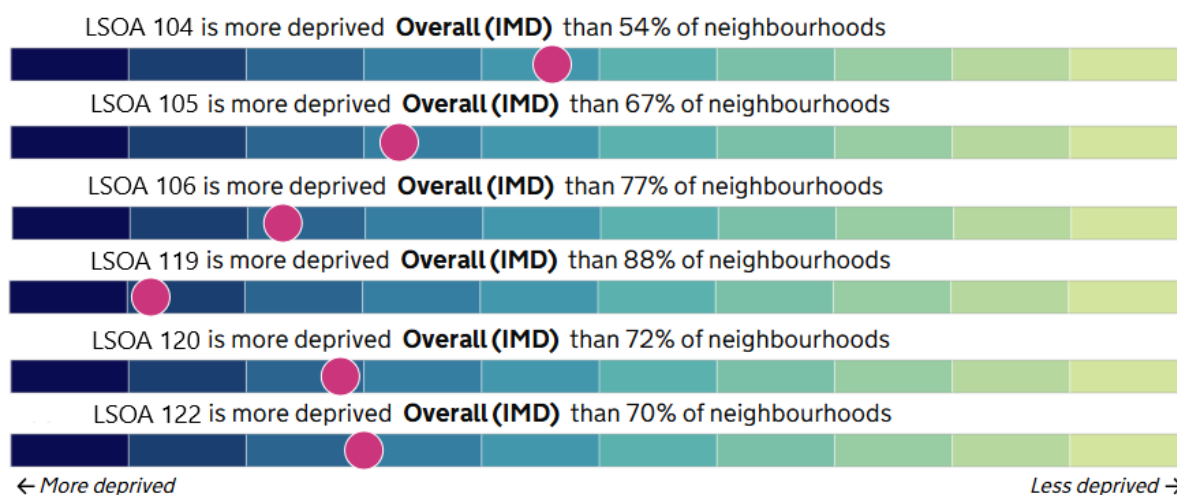 LSOA 104 is more deprived Overall (IMD) than 54% of neighbourhoods
LSOA 105 is more deprived Overall (IMD) than 67% of neighbourhoods
LSOA 106 is more deprived Overall (IMD) than 77% of neighbourhoods
LSOA 119 is more deprived Overall (IMD) than 88% of neighbourhoods
LSOA 120 is more deprived Overall (IMD) than 72% of neighbourhoods
LSOA 122 is more deprived Overall (IMD) than 70% of neighbourhoods
← More deprived Less deprived →